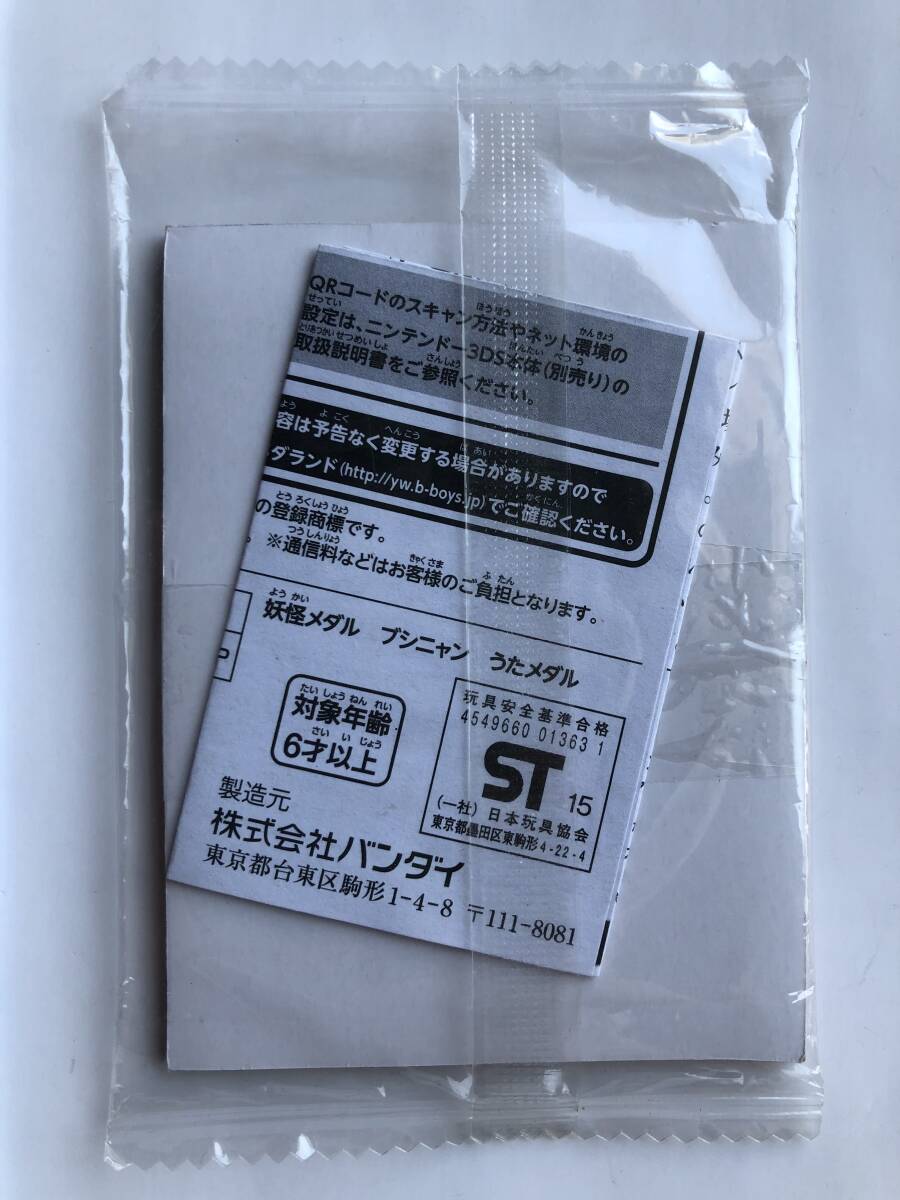 QRコードのスキャン方法やネット環境の
設定は、ニンテンドー3DS本体(別売り)の
取扱説明書をご参照ください。
容は予告なく変更する場合がありますので
ダランド(http://yw.b-boys.jp)でご確認ください。
の登録商標です。
※通信料などはお客様のご負担となります。
妖怪メダル ブシニャン うたメダル
対象年齢
6才以上
玩具安全基準合格
4549660 01363 1
ST 15
(一社)日本玩具協会
東京都墨田区東駒形4-22-4
製造元
株式会社バンダイ
東京都台東区駒形1-4-8 〒111-8081